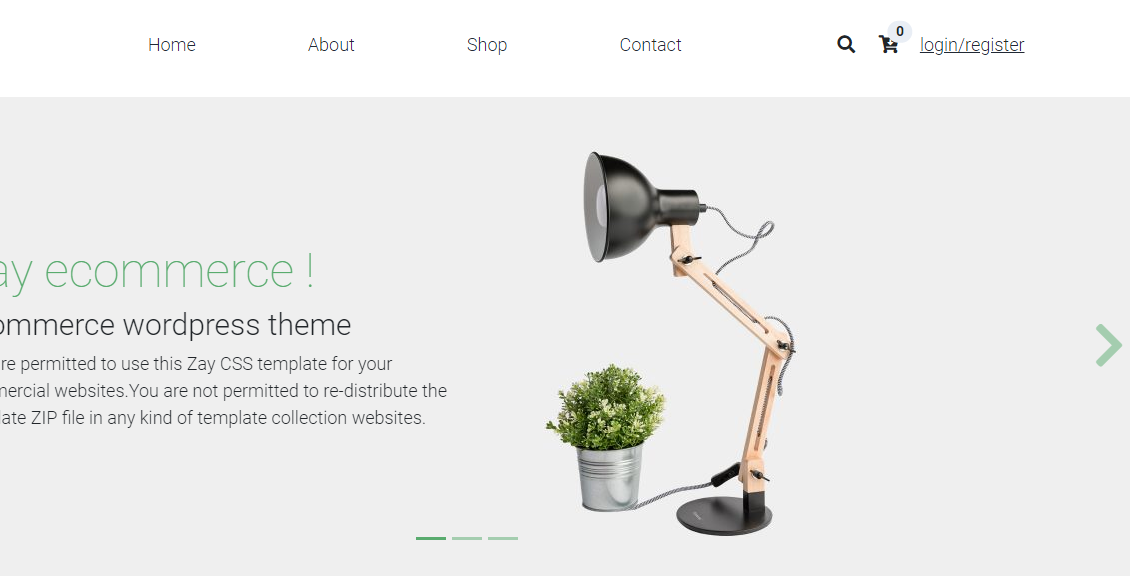 Home About Shop Contact 0 login/register
ay ecommerce !
ommerce wordpress theme
re permitted to use this Zay CSS template for your
nercial websites.You are not permitted to re-distribute the
late ZIP file in any kind of template collection websites.